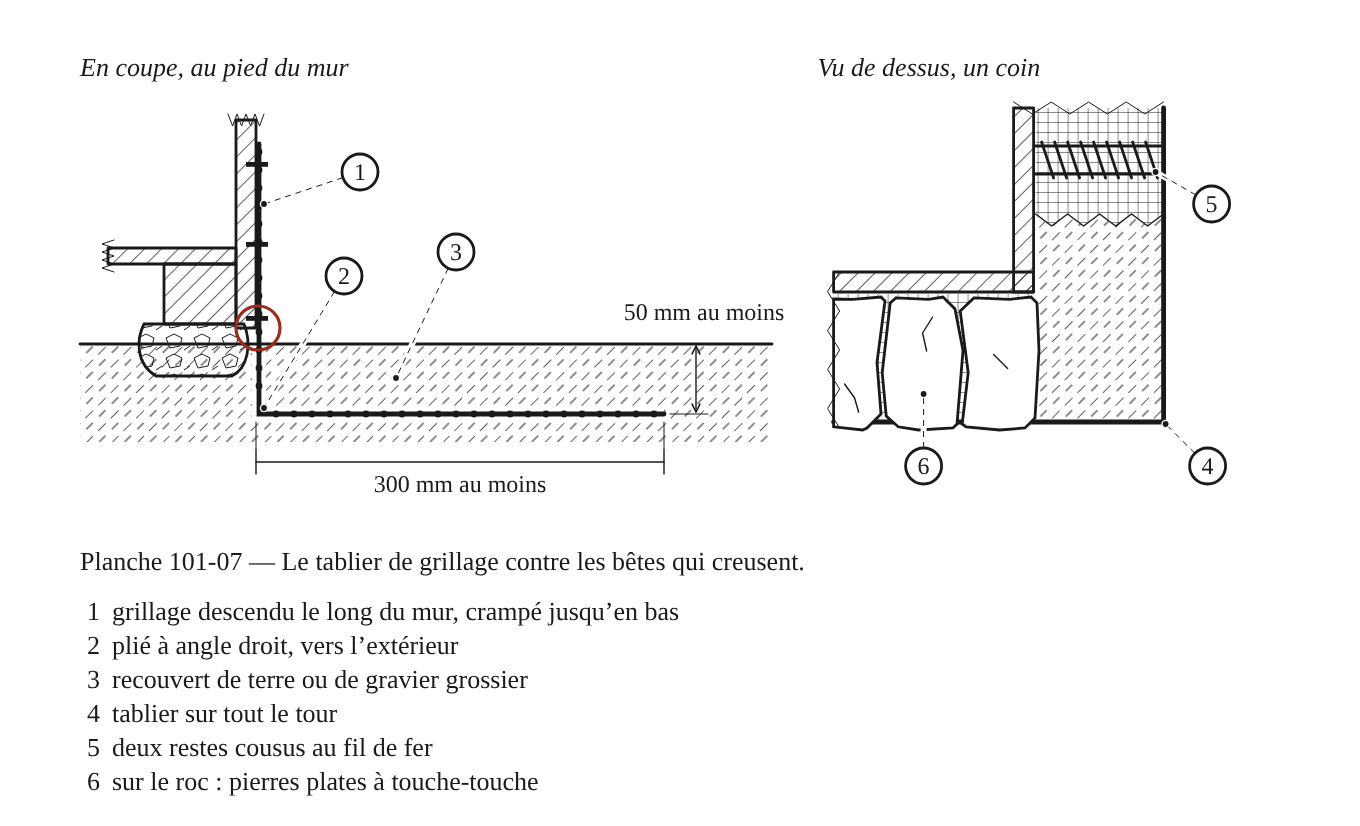 En coupe, au pied du mur
Vu de dessus, un coin
1
2
3
5
50 mm au moins
300 mm au moins
6
4
Planche 101-07 — Le tablier de grillage contre les bêtes qui creusent.
1 grillage descendu le long du mur, crampé jusqu’en bas
2 plié à angle droit, vers l’extérieur
3 recouvert de terre ou de gravier grossier
4 tablier sur tout le tour
5 deux restes cousus au fil de fer
6 sur le roc : pierres plates à touche-touche